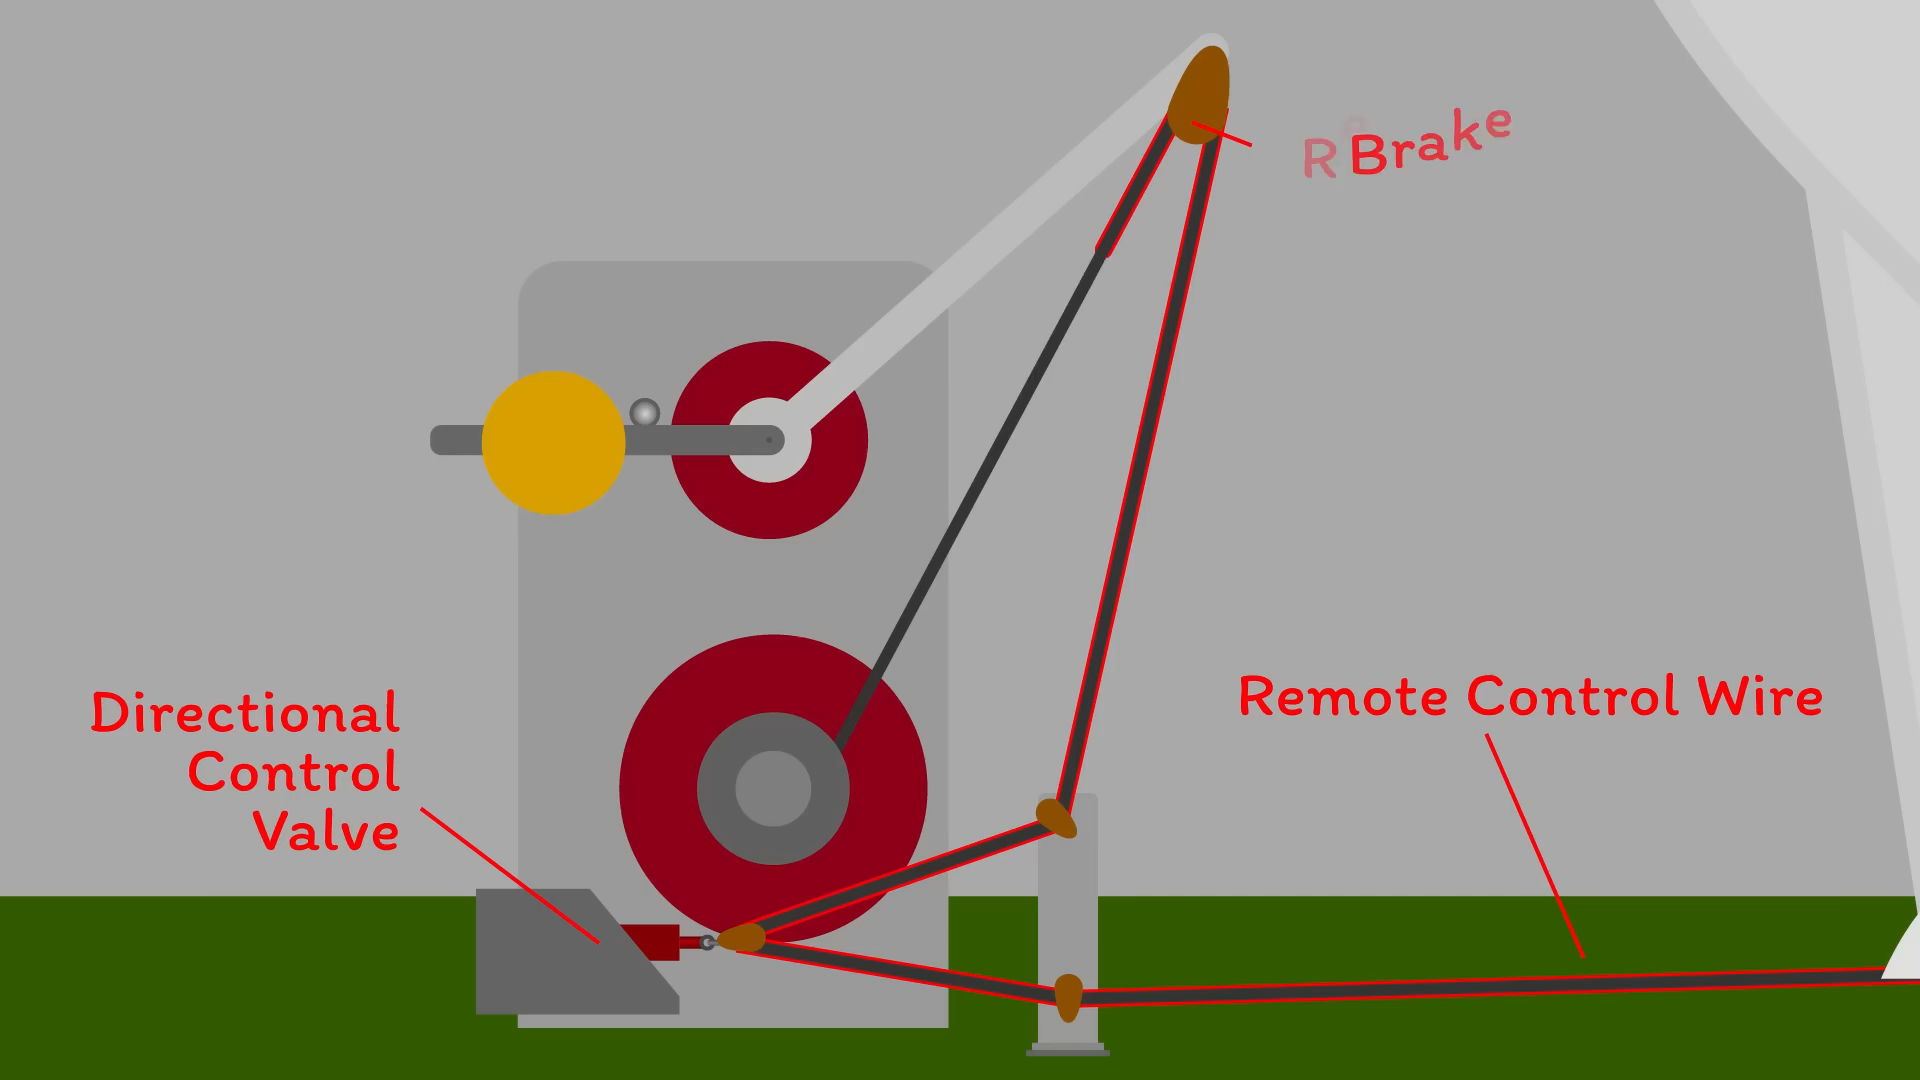 R Brake
Directional
Control
Valve
Remote Control Wire